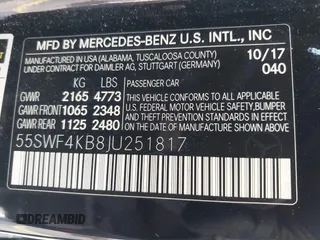 MFD BY MERCEDES-BENZ U.S. INTL., INC
MADE IN USA (ALABAMA, TUSCALOOSA COUNTY) 10/17
UNDER CONTRACT FOR DAIMLER AG, STUTTGART (GERMANY) 040
KG LBS PASSENGER CAR
GVWR 2165 4773
GAWR FRONT 1065 2348
GAWR REAR 1125 2480
THIS VEHICLE CONFORMS TO ALL APPLICABLE
FEDERAL MOTOR VEHICLE SAFETY, BUMPER,
AND THEFT PREVENTION STANDARDS IN EFFECT
ON THE DATE OF MANUFACTURE SHOWN ABOVE.
55SWF4KB8JU251817
DREAMBID